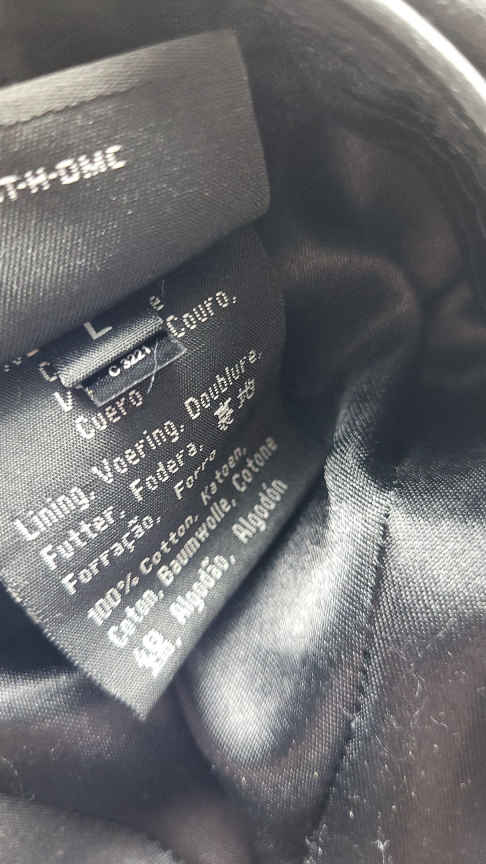 T-H-DMC
L
C 3221
Couro,
Cuero
Lining, Voering, Doublure,
Futter, Fodera, 裏地
Forração, Forro
100% Cotton, Katoen,
Coton, Baumwolle, Cotone
綿, Algodão, Algodón